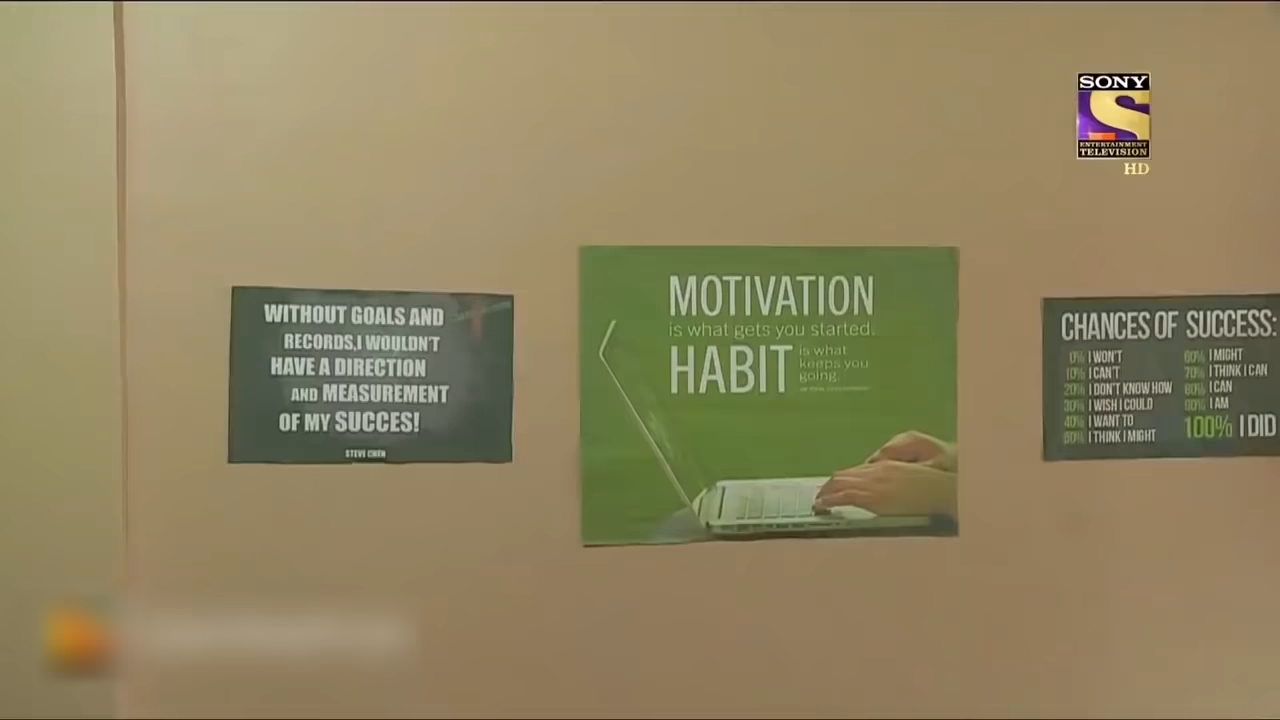 SONY
ENTERTAINMENT
TELEVISION
HD
WITHOUT GOALS AND
RECORDS,I WOULDN'T
HAVE A DIRECTION
AND MEASUREMENT
OF MY SUCCES!
STEVE CHEN
MOTIVATION
is what gets you started.
HABIT is what
keeps you
going.
CHANCES OF SUCCESS:
0% I WON'T
10% I CAN'T
20% I DON'T KNOW HOW
30% I WISH I COULD
40% I WANT TO
50% I THINK I MIGHT
60% I MIGHT
70% I THINK I CAN
80% I CAN
90% I AM
100% I DID